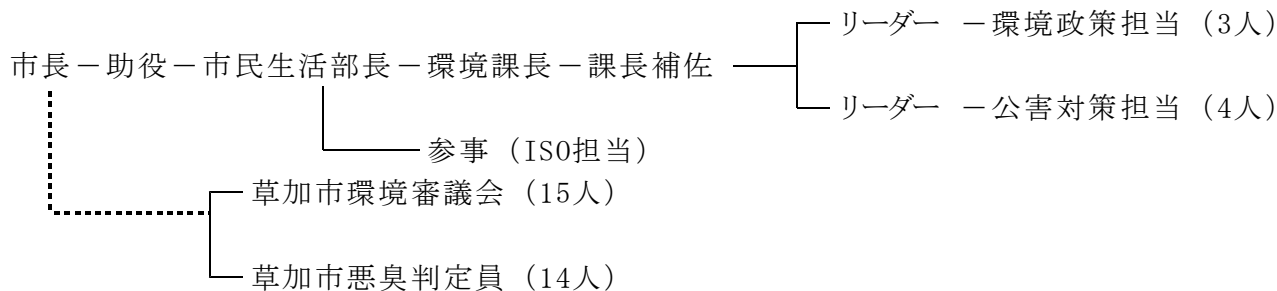 リーダー －環境政策担当（3人）
市長－助役－市民生活部長－環境課長－課長補佐
リーダー －公害対策担当（4人）
参事（ISO担当）
草加市環境審議会（15人）
草加市悪臭判定員（14人）